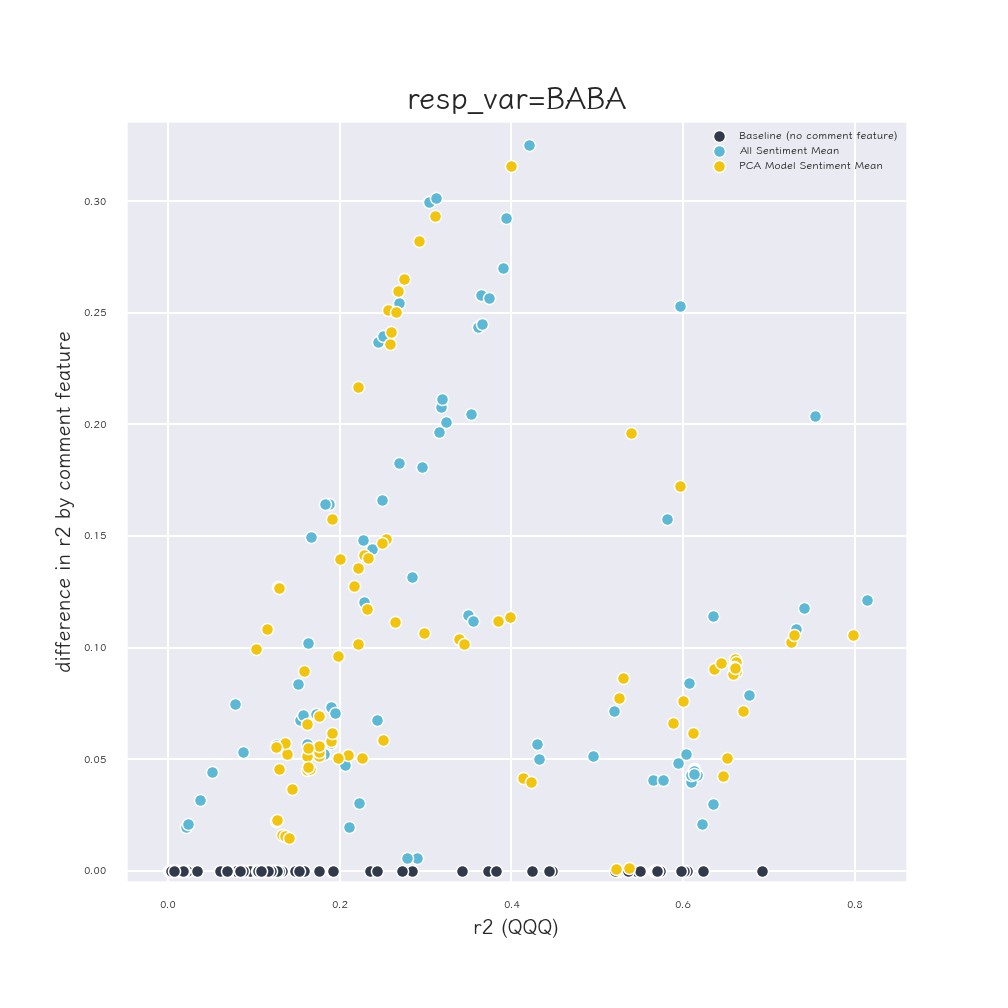 resp_var=BABA
Baseline (no comment feature)
All Sentiment Mean
PCA Model Sentiment Mean
difference in r2 by comment feature
0.30
0.25
0.20
0.15
0.10
0.05
0.00
0.0 0.2 0.4 0.6 0.8
r2 (QQQ)